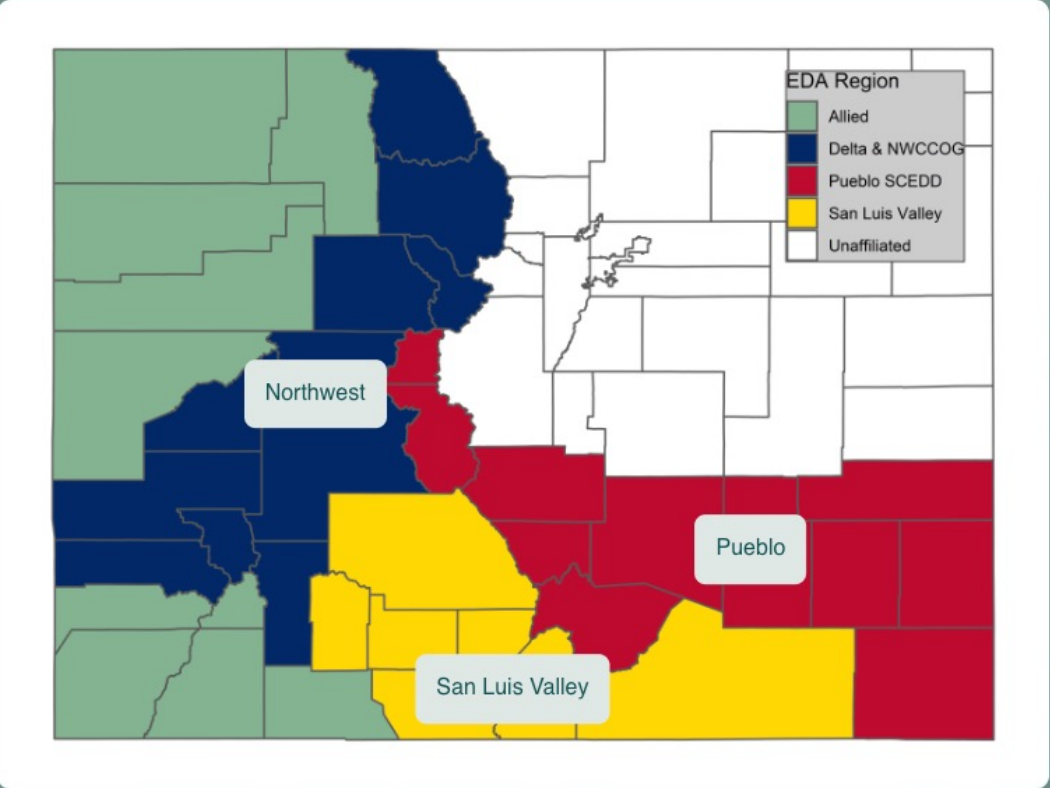 EDA Region
Allied
Delta & NWCCOG
Pueblo SCEDD
San Luis Valley
Unaffiliated
Northwest
Pueblo
San Luis Valley